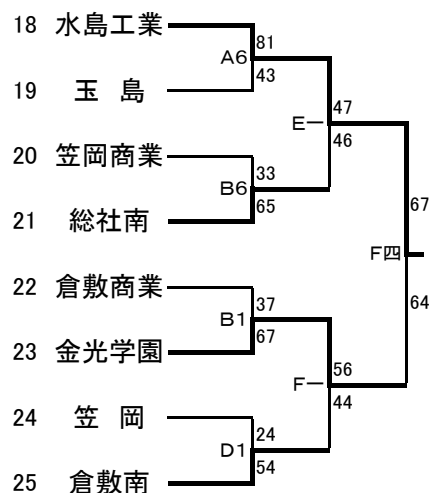 18 水島工業
81
A6
43
19 玉島
47
E一
46
20 笠岡商業
33
B6
65
21 総社南
67
F四
64
22 倉敷商業
37
B1
67
23 金光学園
56
F一
44
24 笠岡
24
D1
54
25 倉敷南